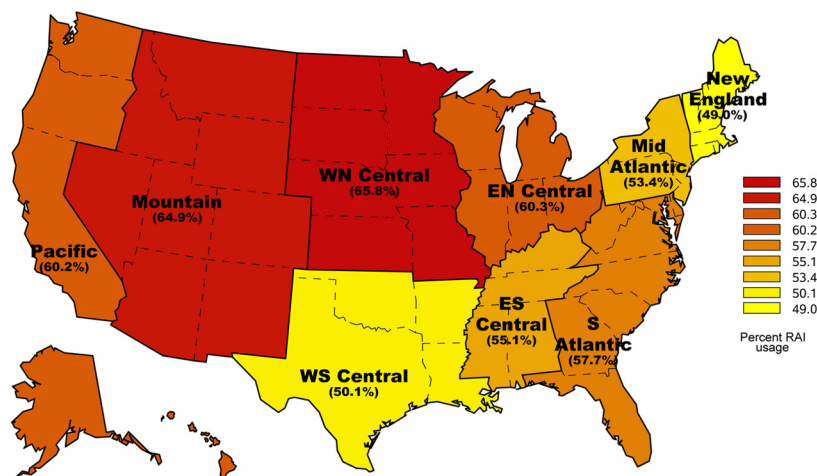 New
England
(49.0%)
Mid
Atlantic
(53.4%)
WN Central
(65.8%)
EN Central
(60.3%)
Mountain
(64.9%)
Pacific
(60.2%)
ES
Central
(55.1%)
S
Atlantic
(57.7%)
WS Central
(50.1%)
65.8
64.9
60.3
60.2
57.7
55.1
53.4
50.1
49.0
Percent RAI
usage